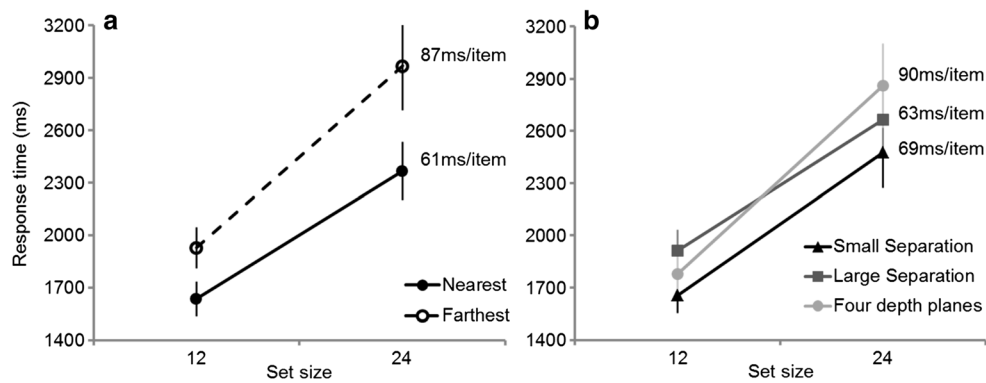 a
3200
2900
2600
2300
2000
1700
1400
Response time (ms)
87ms/item
61ms/item
Nearest
Farthest
12
24
Set size
b
3200
2900
2600
2300
2000
1700
1400
90ms/item
63ms/item
69ms/item
Small Separation
Large Separation
Four depth planes
12
24
Set size